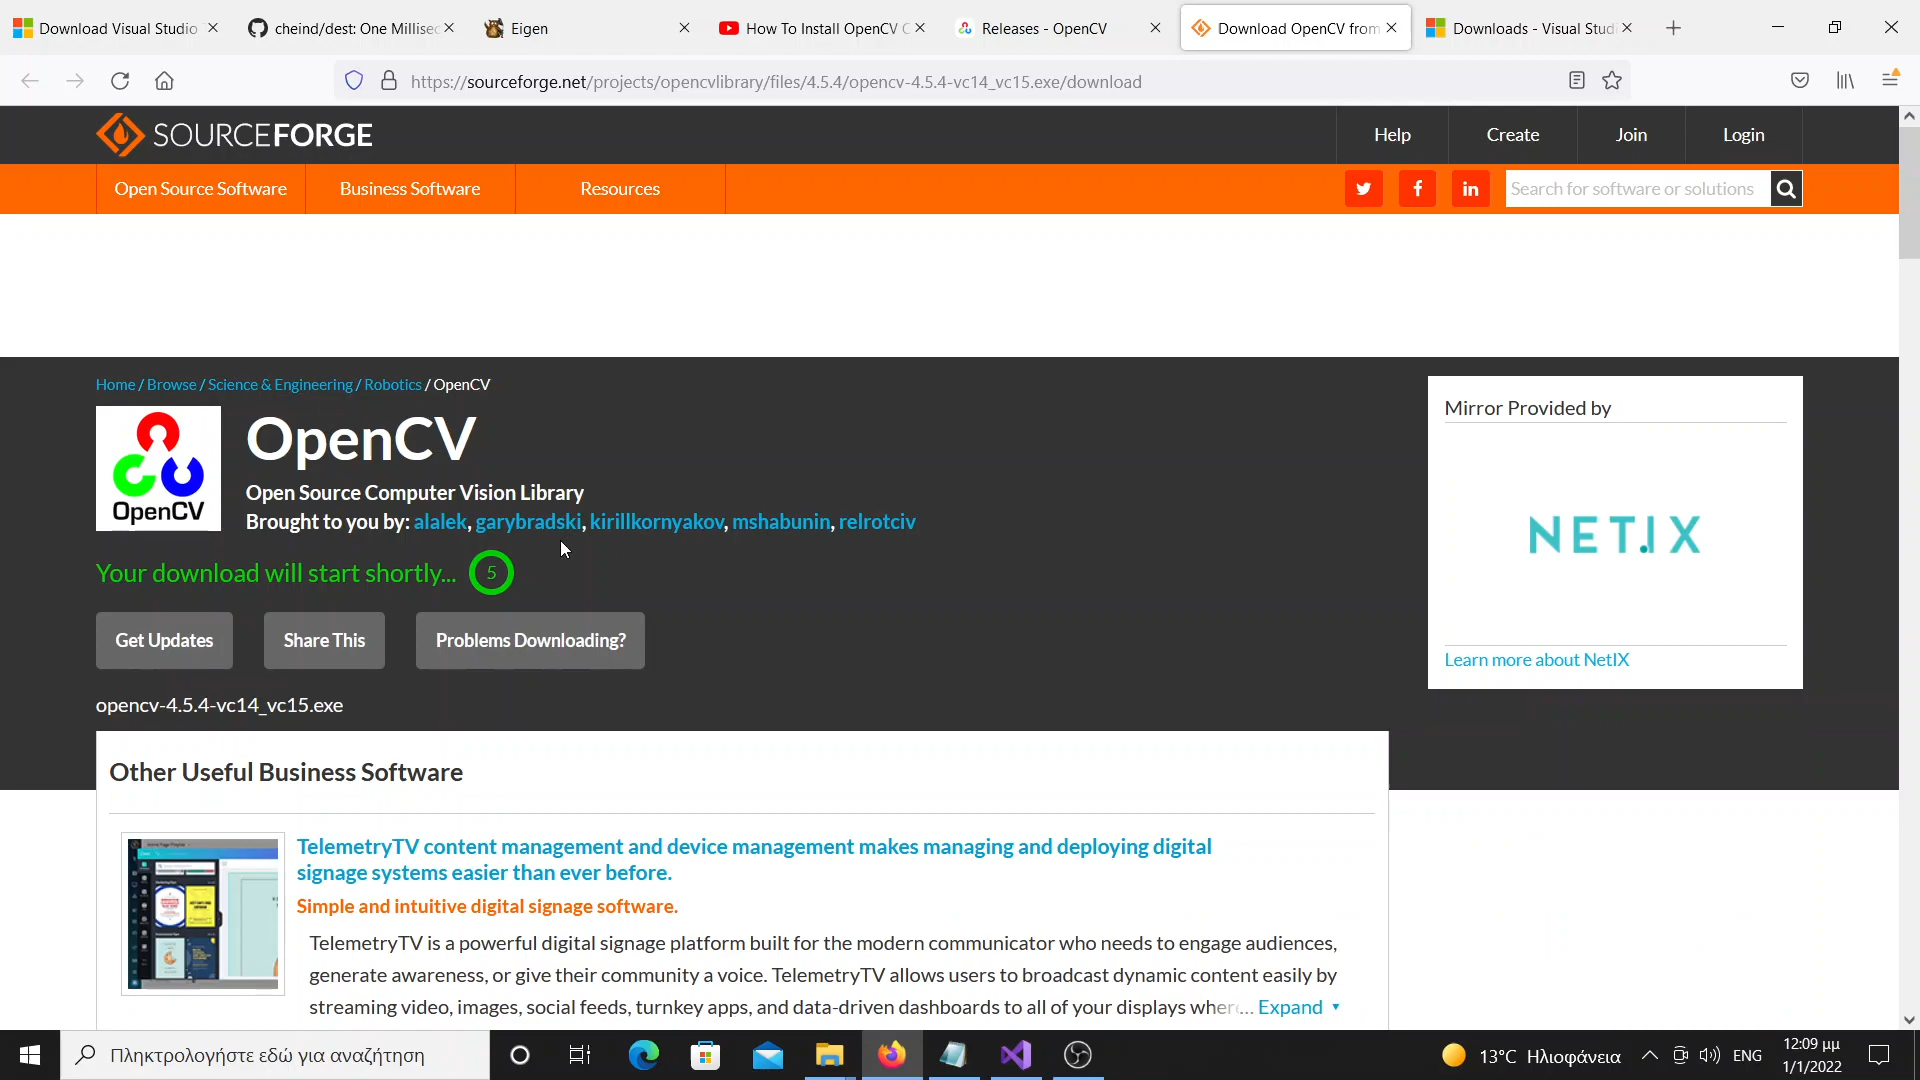 Download Visual Studio
cheind/dest: One Millisec
Eigen
How To Install OpenCV C
Releases - OpenCV
Download OpenCV from
Downloads - Visual Studi
https://sourceforge.net/projects/opencvlibrary/files/4.5.4/opencv-4.5.4-vc14_vc15.exe/download
SOURCEFORGE
Help
Create
Join
Login
Open Source Software
Business Software
Resources
Search for software or solutions
Home / Browse / Science & Engineering / Robotics / OpenCV
Mirror Provided by
OpenCV
OpenCV
Open Source Computer Vision Library
Brought to you by: alalek, garybradski, kirillkornyakov, mshabunin, relrotciv
NETIX
Your download will start shortly... 5
Get Updates
Share This
Problems Downloading?
Learn more about NetIX
opencv-4.5.4-vc14_vc15.exe
Other Useful Business Software
TelemetryTV content management and device management makes managing and deploying digital
signage systems easier than ever before.
Simple and intuitive digital signage software.
TelemetryTV is a powerful digital signage platform built for the modern communicator who needs to engage audiences,
generate awareness, or give their community a voice. TelemetryTV allows users to broadcast dynamic content easily by
streaming video, images, social feeds, turnkey apps, and data-driven dashboards to all of your displays where... Expand
Πληκτρολογήστε εδώ για αναζήτηση
13°C Ηλιοφάνεια
ENG
12:09 μμ
1/1/2022